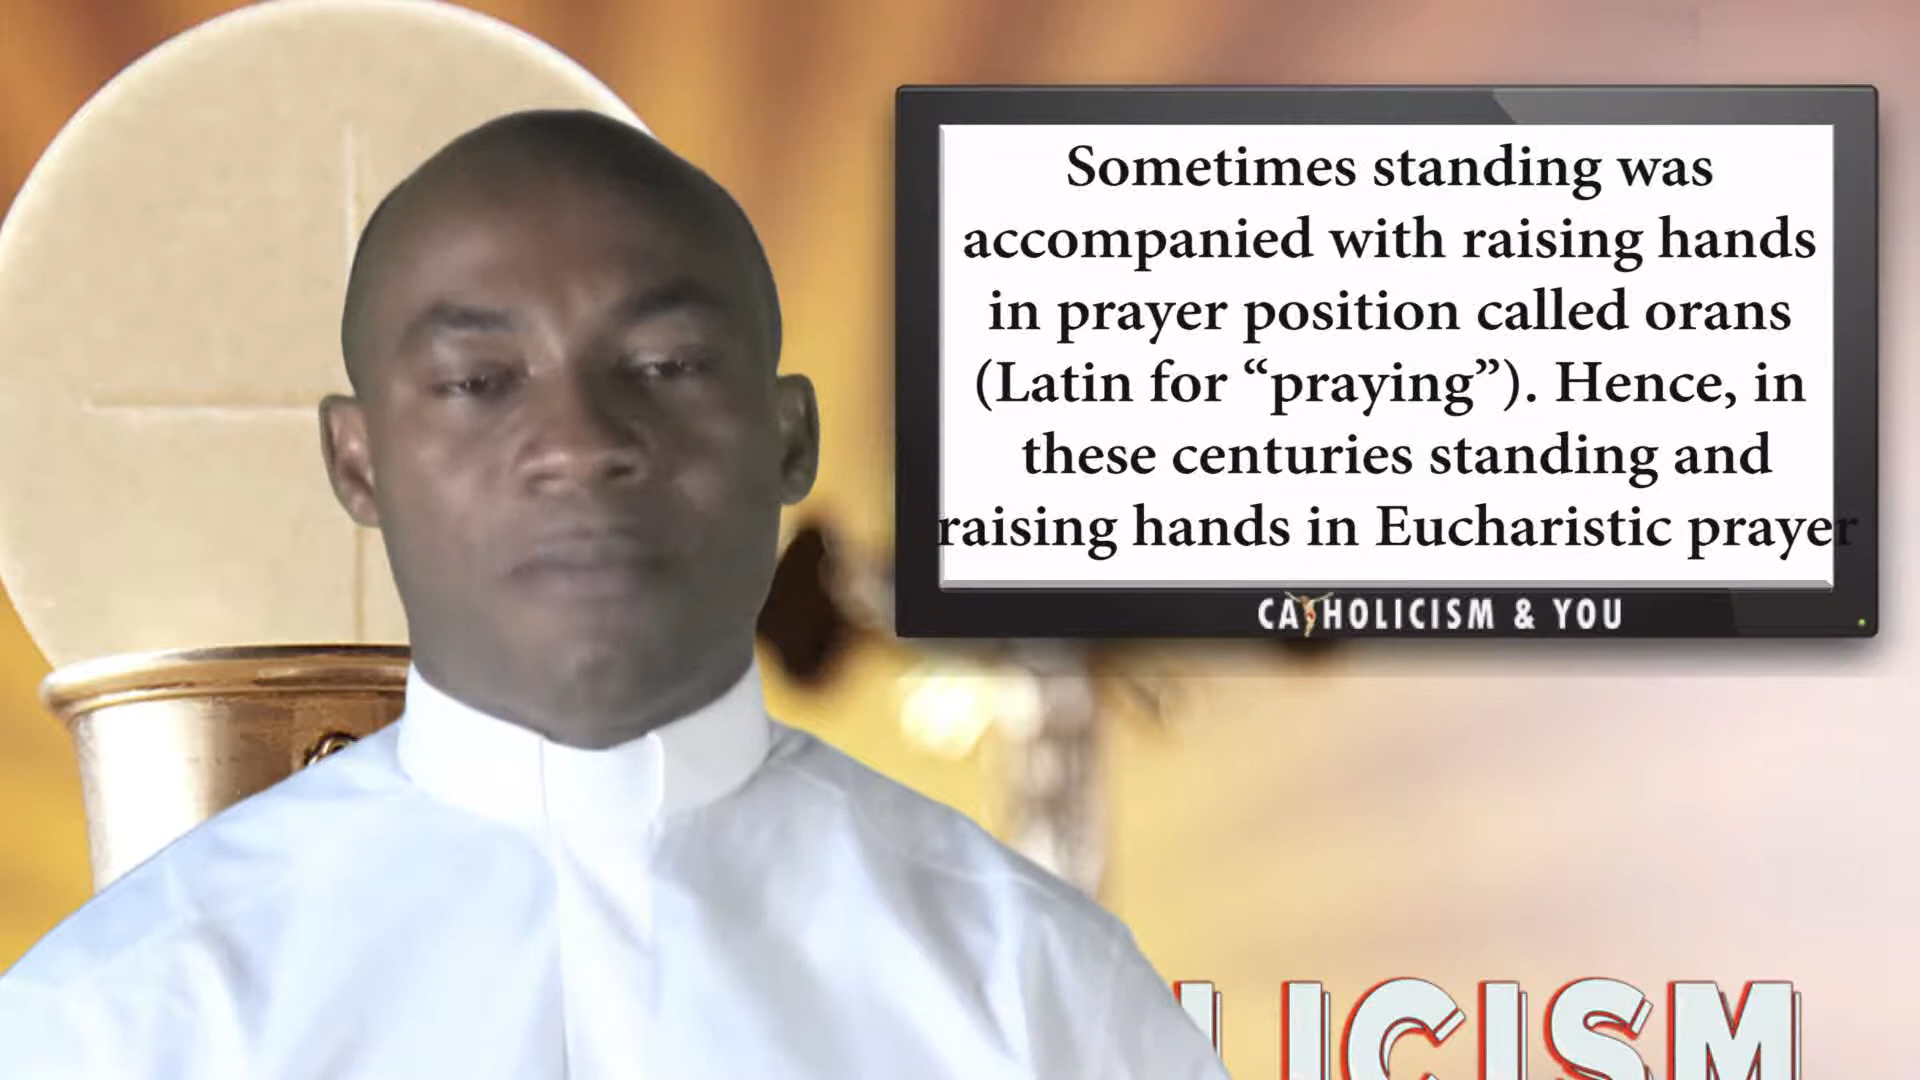 Sometimes standing was
accompanied with raising hands
in prayer position called orans
(Latin for “praying”). Hence, in
these centuries standing and
raising hands in Eucharistic prayer
CATHOLICISM & YOU
LICISM